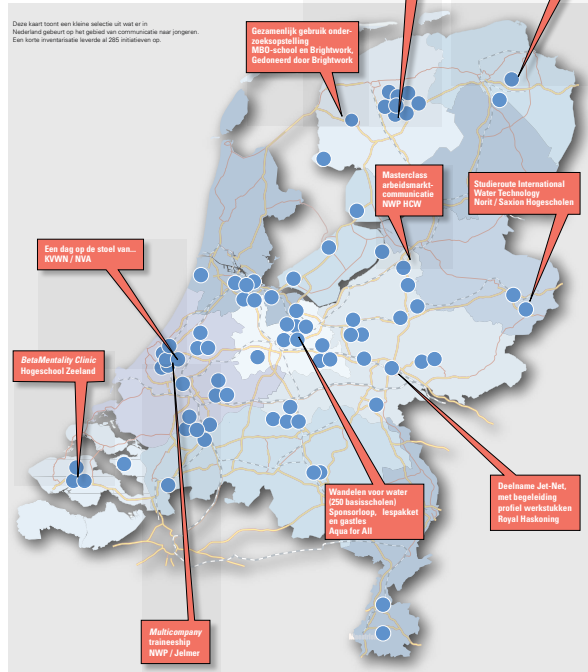 Deze kaart toont een kleine selectie uit wat er in
Nederland gebeurt op het gebied van communicatie naar jongeren.
Een korte inventarisatie leverde al 285 initiatieven op.
Gezamenlijk gebruik onder-
zoeksopstelling
MBO-school en Brightwork,
Gedoneerd door Brightwork
Masterclass
arbeidsmarkt-
communicatie
NWP HCW
Studieroute International
Water Technology
Norit / Saxion Hogescholen
Een dag op de stoel van...
KVWN / NVA
BetaMentality Clinic
Hogeschool Zeeland
Wandelen voor water
(250 basisscholen)
Sponsorloop, lespakket
en gastles
Aqua for All
Deelname Jet-Net,
met begeleiding
profiel werkstukken
Royal Haskoning
Multicompany
traineeship
NWP / Jelmer